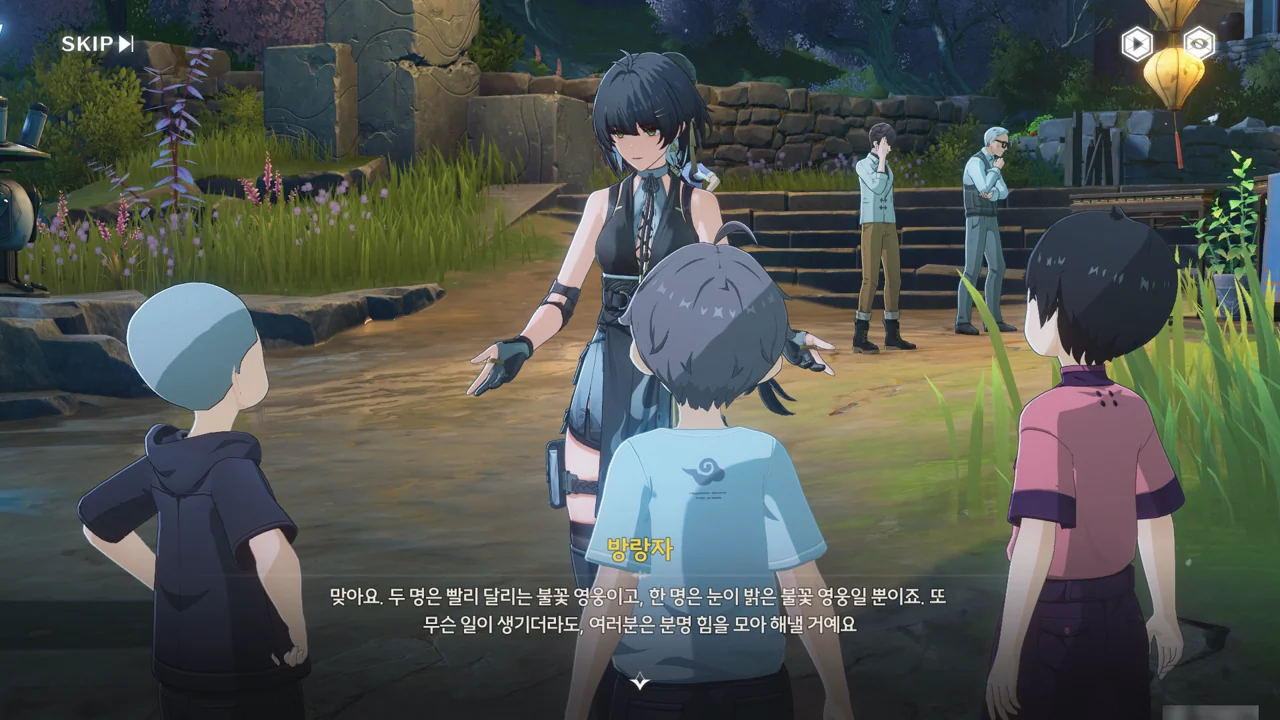 SKIP
방랑자
맞아요. 두 명은 빨리 달리는 불꽃 영웅이고, 한 명은 눈이 밝은 불꽃 영웅일 뿐이죠. 또
무슨 일이 생기더라도, 여러분은 분명 힘을 모아 해낼 거예요